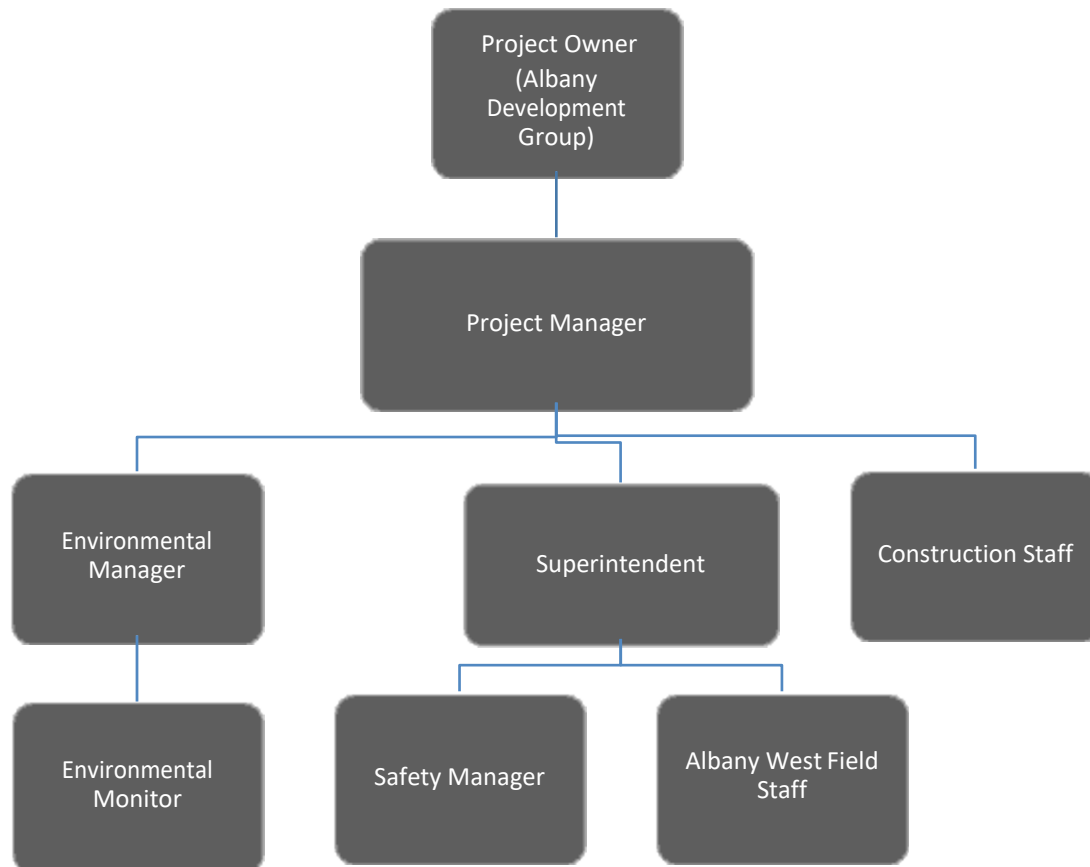 Project Owner
(Albany
Development
Group)
Project Manager
Environmental
Manager
Superintendent
Construction Staff
Environmental
Monitor
Safety Manager
Albany West Field
Staff